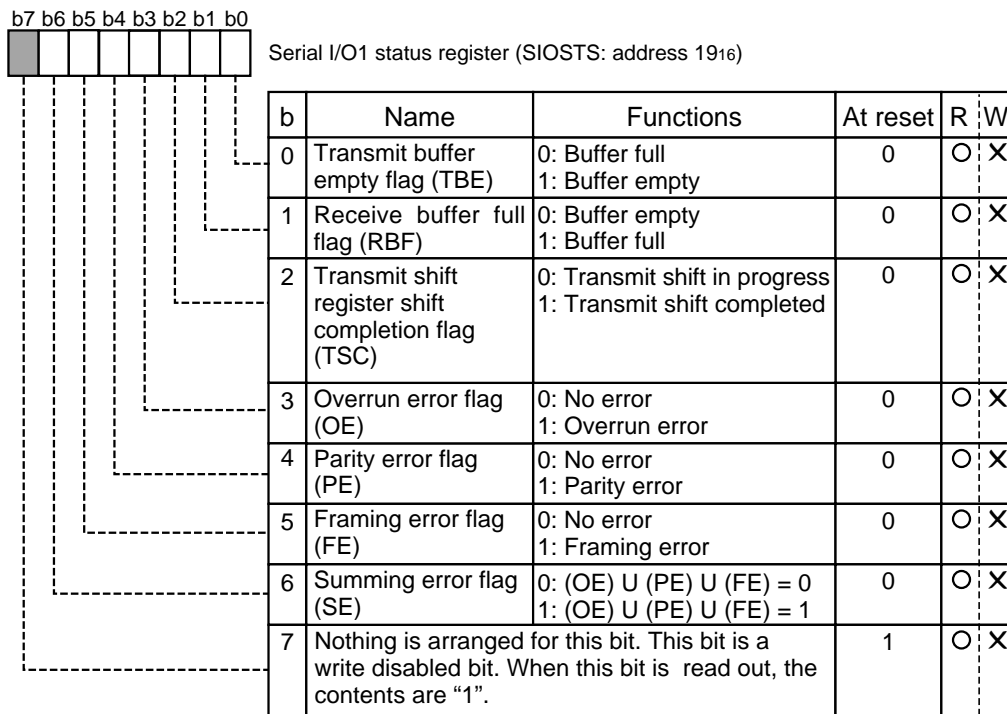 b7 b6 b5 b4 b3 b2 b1 b0
Serial I/O1 status register (SIOSTS: address 1916)
b Name Functions At reset R W
0 Transmit buffer 0: Buffer full 0 O X
empty flag (TBE) 1: Buffer empty
1 Receive buffer full 0: Buffer empty 0 O X
flag (RBF) 1: Buffer full
2 Transmit shift 0: Transmit shift in progress 0 O X
register shift 1: Transmit shift completed
completion flag
(TSC)
3 Overrun error flag 0: No error 0 O X
(OE) 1: Overrun error
4 Parity error flag 0: No error 0 O X
(PE) 1: Parity error
5 Framing error flag 0: No error 0 O X
(FE) 1: Framing error
6 Summing error flag 0: (OE) U (PE) U (FE) = 0 0 O X
(SE) 1: (OE) U (PE) U (FE) = 1
7 Nothing is arranged for this bit. This bit is a 1 O X
write disabled bit. When this bit is read out, the
contents are “1”.